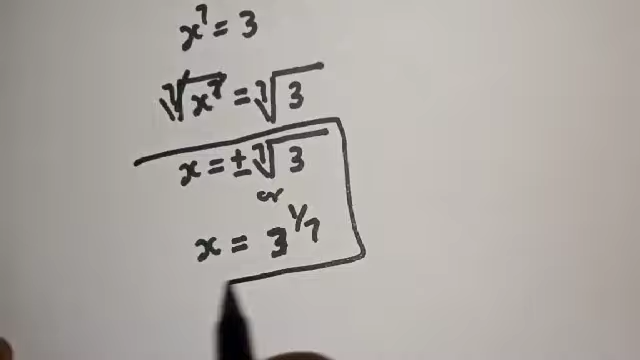 x⁷ = 3
⁷√x⁷ = ⁷√3
x = ± ⁷√3
or
x = 3^1/7